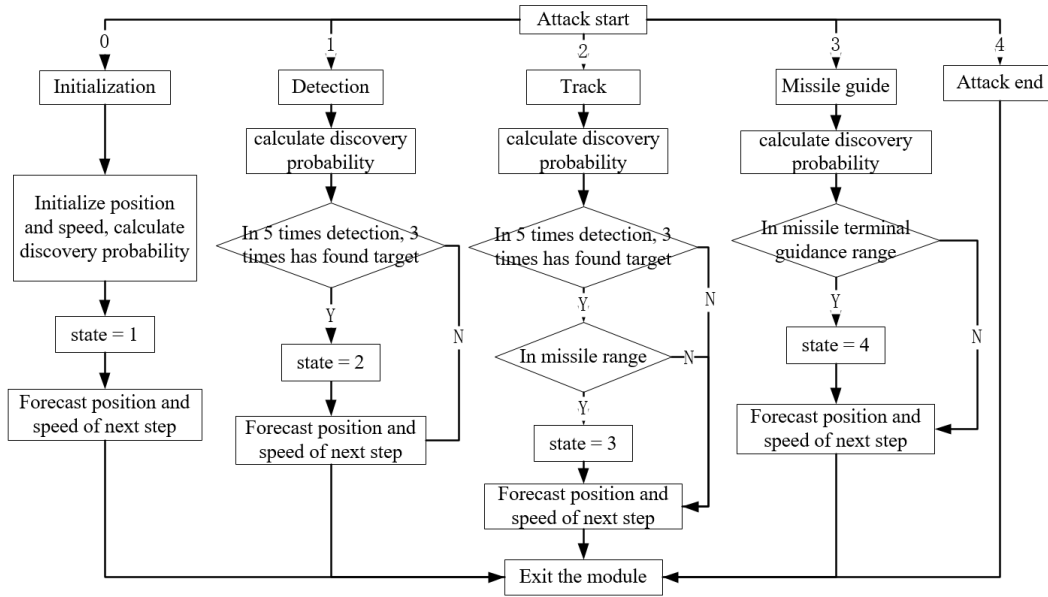 Attack start
0
1
2
3
4
Initialization
Detection
Track
Missile guide
Attack end
calculate discovery
probability
calculate discovery
probability
calculate discovery
probability
Initialize position
and speed, calculate
discovery probability
In 5 times detection, 3
times has found target
In 5 times detection, 3
times has found target
In missile terminal
guidance range
Y
N
Y
N
Y
N
state = 1
state = 2
In missile range
N
state = 4
Forecast position and
speed of next step
Forecast position and
speed of next step
Y
state = 3
Forecast position and
speed of next step
Forecast position and
speed of next step
Exit the module